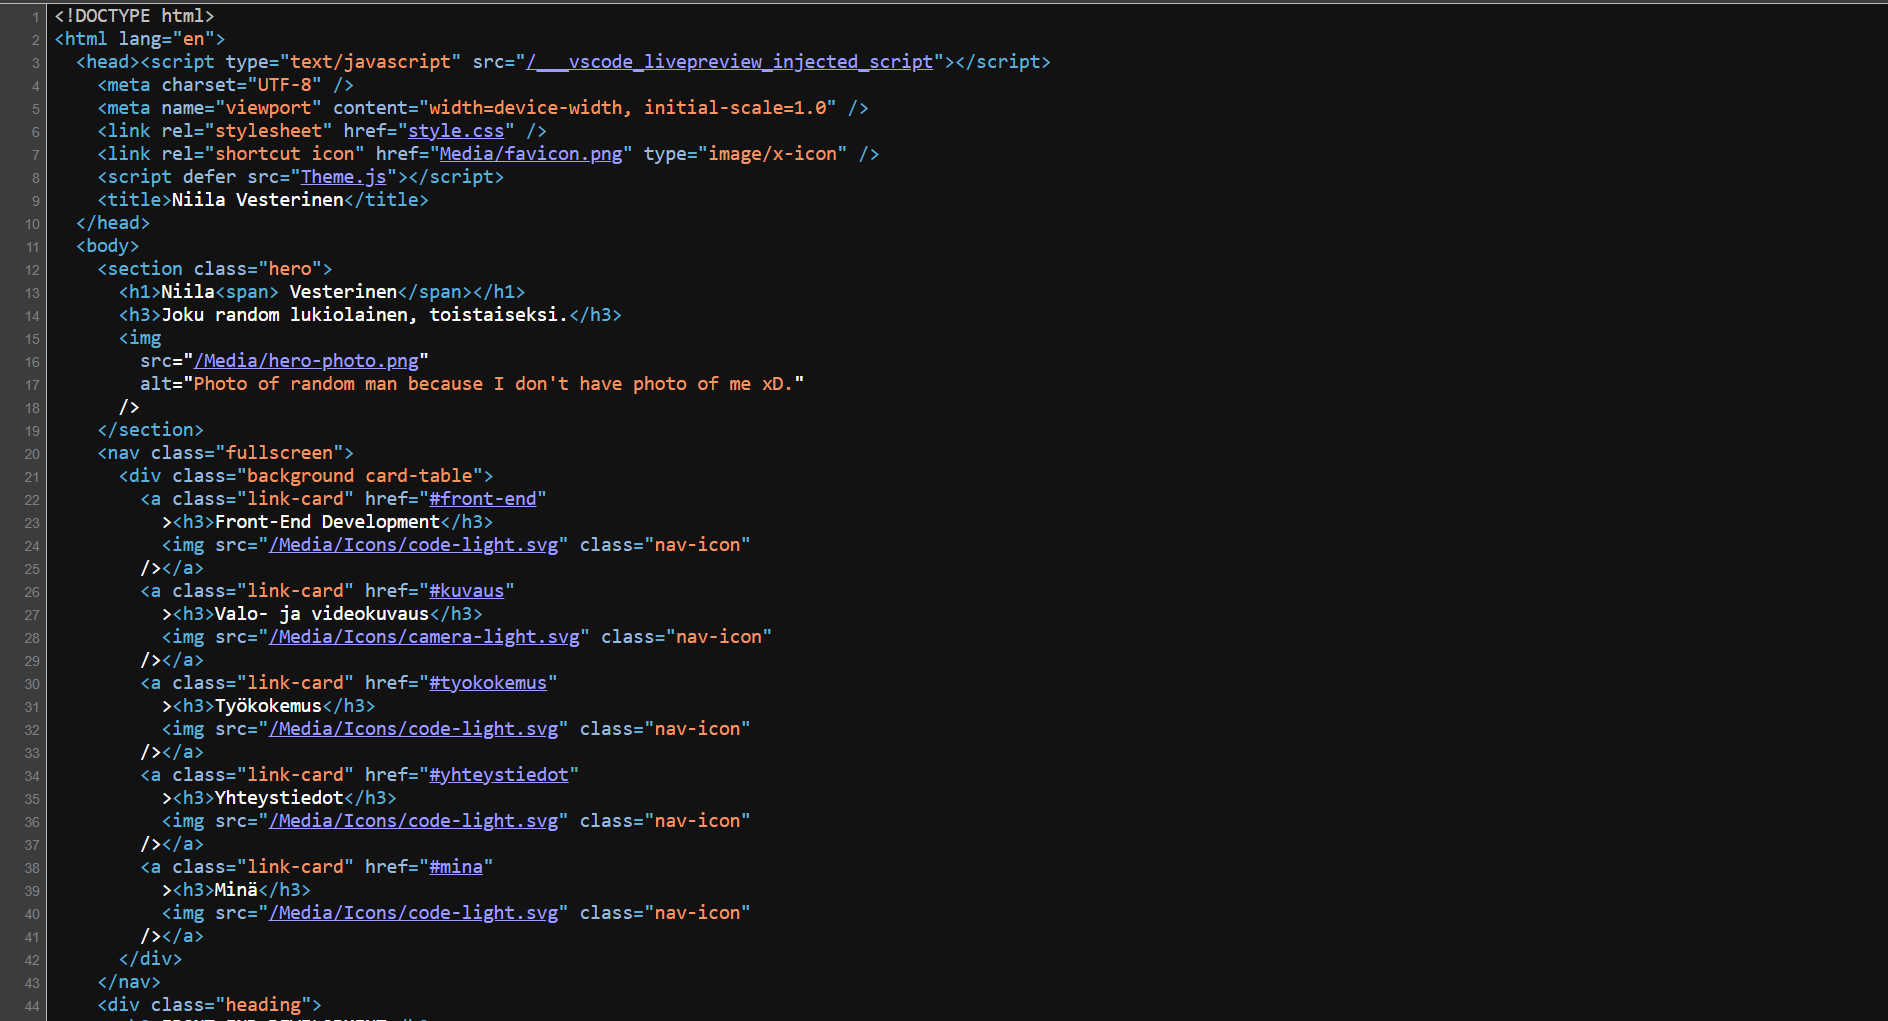 1 <!DOCTYPE html>
2 <html lang="en">
3 <head><script type="text/javascript" src="/___vscode_livepreview_injected_script"></script>
4 <meta charset="UTF-8" />
5 <meta name="viewport" content="width=device-width, initial-scale=1.0" />
6 <link rel="stylesheet" href="style.css" />
7 <link rel="shortcut icon" href="Media/favicon.png" type="image/x-icon" />
8 <script defer src="Theme.js"></script>
9 <title>Niila Vesterinen</title>
10 </head>
11 <body>
12 <section class="hero">
13 <h1>Niila<span> Vesterinen</span></h1>
14 <h3>Joku random lukiolainen, toistaiseksi.</h3>
15 <img
16 src="/Media/hero-photo.png"
17 alt="Photo of random man because I don't have photo of me xD."
18 />
19 </section>
20 <nav class="fullscreen">
21 <div class="background card-table">
22 <a class="link-card" href="#front-end"
23 ><h3>Front-End Development</h3>
24 <img src="/Media/Icons/code-light.svg" class="nav-icon"
25 /></a>
26 <a class="link-card" href="#kuvaus"
27 ><h3>Valo- ja videokuvaus</h3>
28 <img src="/Media/Icons/camera-light.svg" class="nav-icon"
29 /></a>
30 <a class="link-card" href="#tyokokemus"
31 ><h3>Työkokemus</h3>
32 <img src="/Media/Icons/code-light.svg" class="nav-icon"
33 /></a>
34 <a class="link-card" href="#yhteystiedot"
35 ><h3>Yhteystiedot</h3>
36 <img src="/Media/Icons/code-light.svg" class="nav-icon"
37 /></a>
38 <a class="link-card" href="#mina"
39 ><h3>Minä</h3>
40 <img src="/Media/Icons/code-light.svg" class="nav-icon"
41 /></a>
42 </div>
43 </nav>
44 <div class="heading">